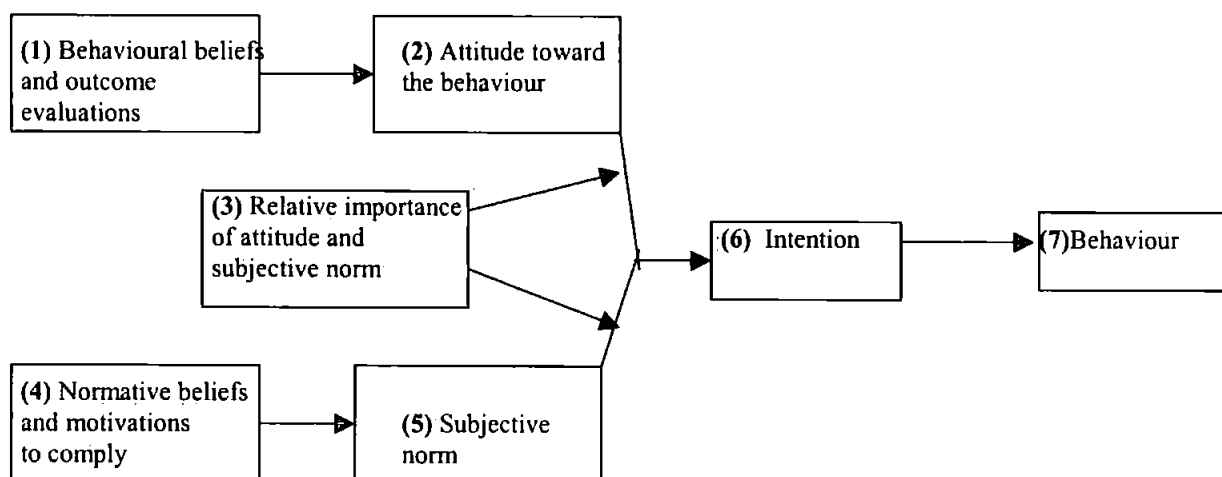 (1) Behavioural beliefs
and outcome
evaluations
(2) Attitude toward
the behaviour
(3) Relative importance
of attitude and
subjective norm
(4) Normative beliefs
and motivations
to comply
(5) Subjective
norm
(6) Intention
(7)Behaviour